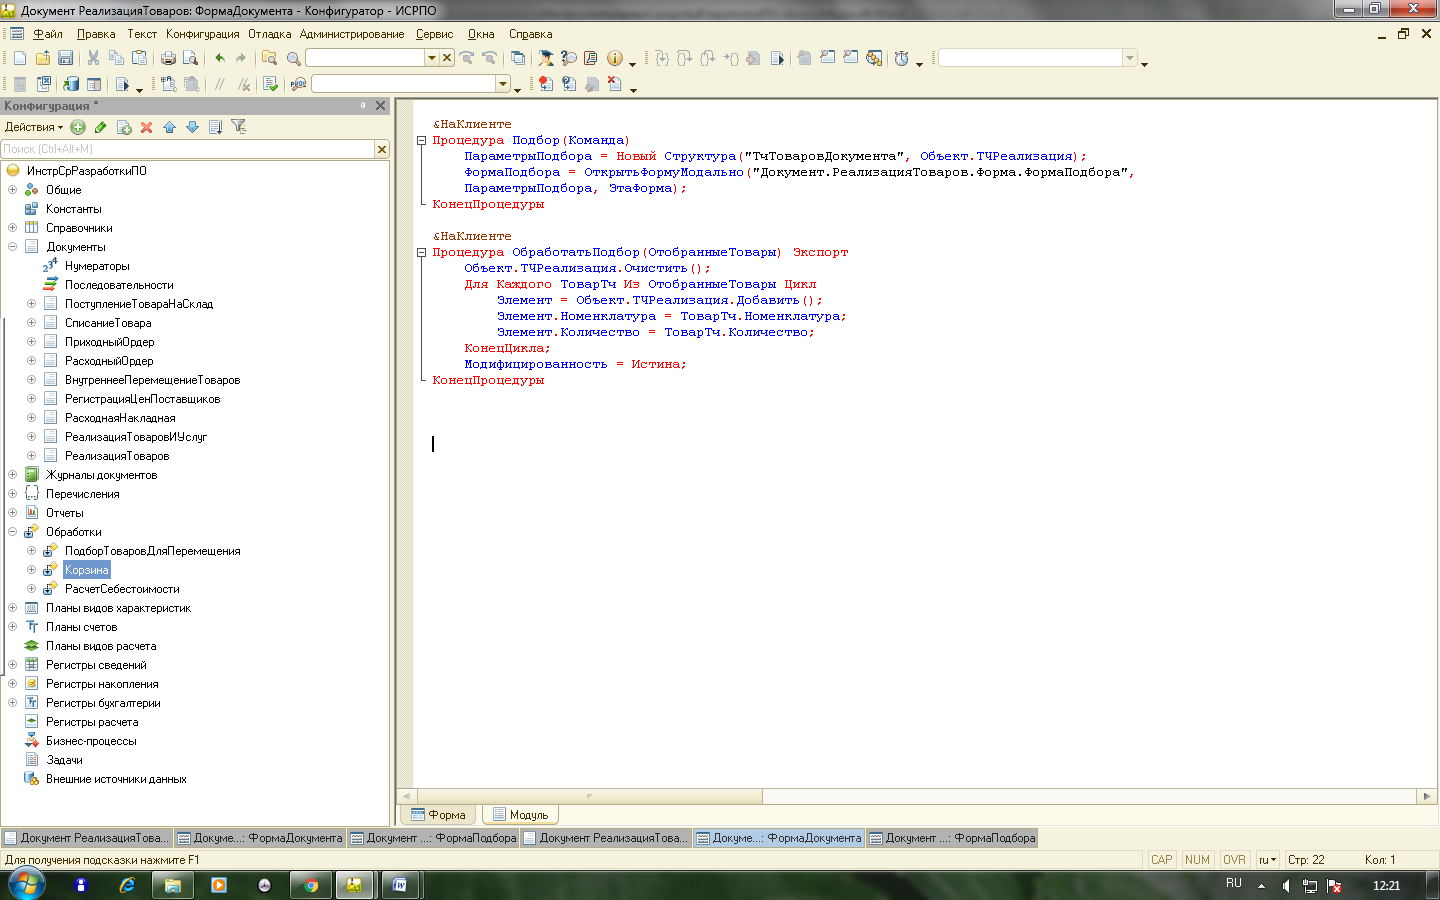 Документ РеализацияТоваров: ФормаДокумента - Конфигуратор - ИСРПО
Файл Правка Текст Конфигурация Отладка Администрирование Сервис Окна Справка
Конфигурация *
Действия
Поиск (Ctrl+Alt+M)
ИнстрСрРазработкиПО
Общие
Константы
Справочники
Документы
Нумераторы
Последовательности
ПоступлениеТовараНаСклад
СписаниеТовара
ПриходныйОрдер
РасходныйОрдер
ВнутреннееПеремещениеТоваров
РегистрацияЦенПоставщиков
РасходнаяНакладная
РеализацияТоваровИУслуг
РеализацияТоваров
Журналы документов
Перечисления
Отчеты
Обработки
ПодборТоваровДляПеремещения
Корзина
РасчетСебестоимости
Планы видов характеристик
Планы счетов
Планы видов расчета
Регистры сведений
Регистры накопления
Регистры бухгалтерии
Регистры расчета
Бизнес-процессы
Задачи
Внешние источники данных
&НаКлиенте
Процедура Подбор(Команда)
ПараметрыПодбора = Новый Структура("ТчТоваровДокумента", Объект.ТЧРеализация);
ФормаПодбора = ОткрытьФормуМодально("Документ.РеализацияТоваров.Форма.ФормаПодбора",
ПараметрыПодбора, ЭтаФорма);
КонецПроцедуры
&НаКлиенте
Процедура ОбработатьПодбор(ОтобранныеТовары) Экспорт
Объект.ТЧРеализация.Очистить();
Для Каждого ТоварТч Из ОтобранныеТовары Цикл
Элемент = Объект.ТЧРеализация.Добавить();
Элемент.Номенклатура = ТоварТч.Номенклатура;
Элемент.Количество = ТоварТч.Количество;
КонецЦикла;
Модифицированность = Истина;
КонецПроцедуры
Форма Модуль
Документ РеализацияТова... Докуме...: ФормаДокумента Документ ...: ФормаПодбора Документ РеализацияТова... Докуме...: ФормаДокумента Документ ...: ФормаПодбора
Для получения подсказки нажмите F1 CAP NUM OVR ru Стр: 22 Кол: 1
RU 12:21